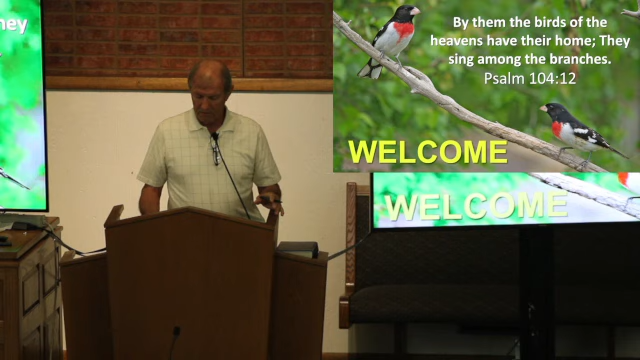 ney
By them the birds of the
heavens have their home; They
sing among the branches.
Psalm 104:12
WELCOME
WELCOME